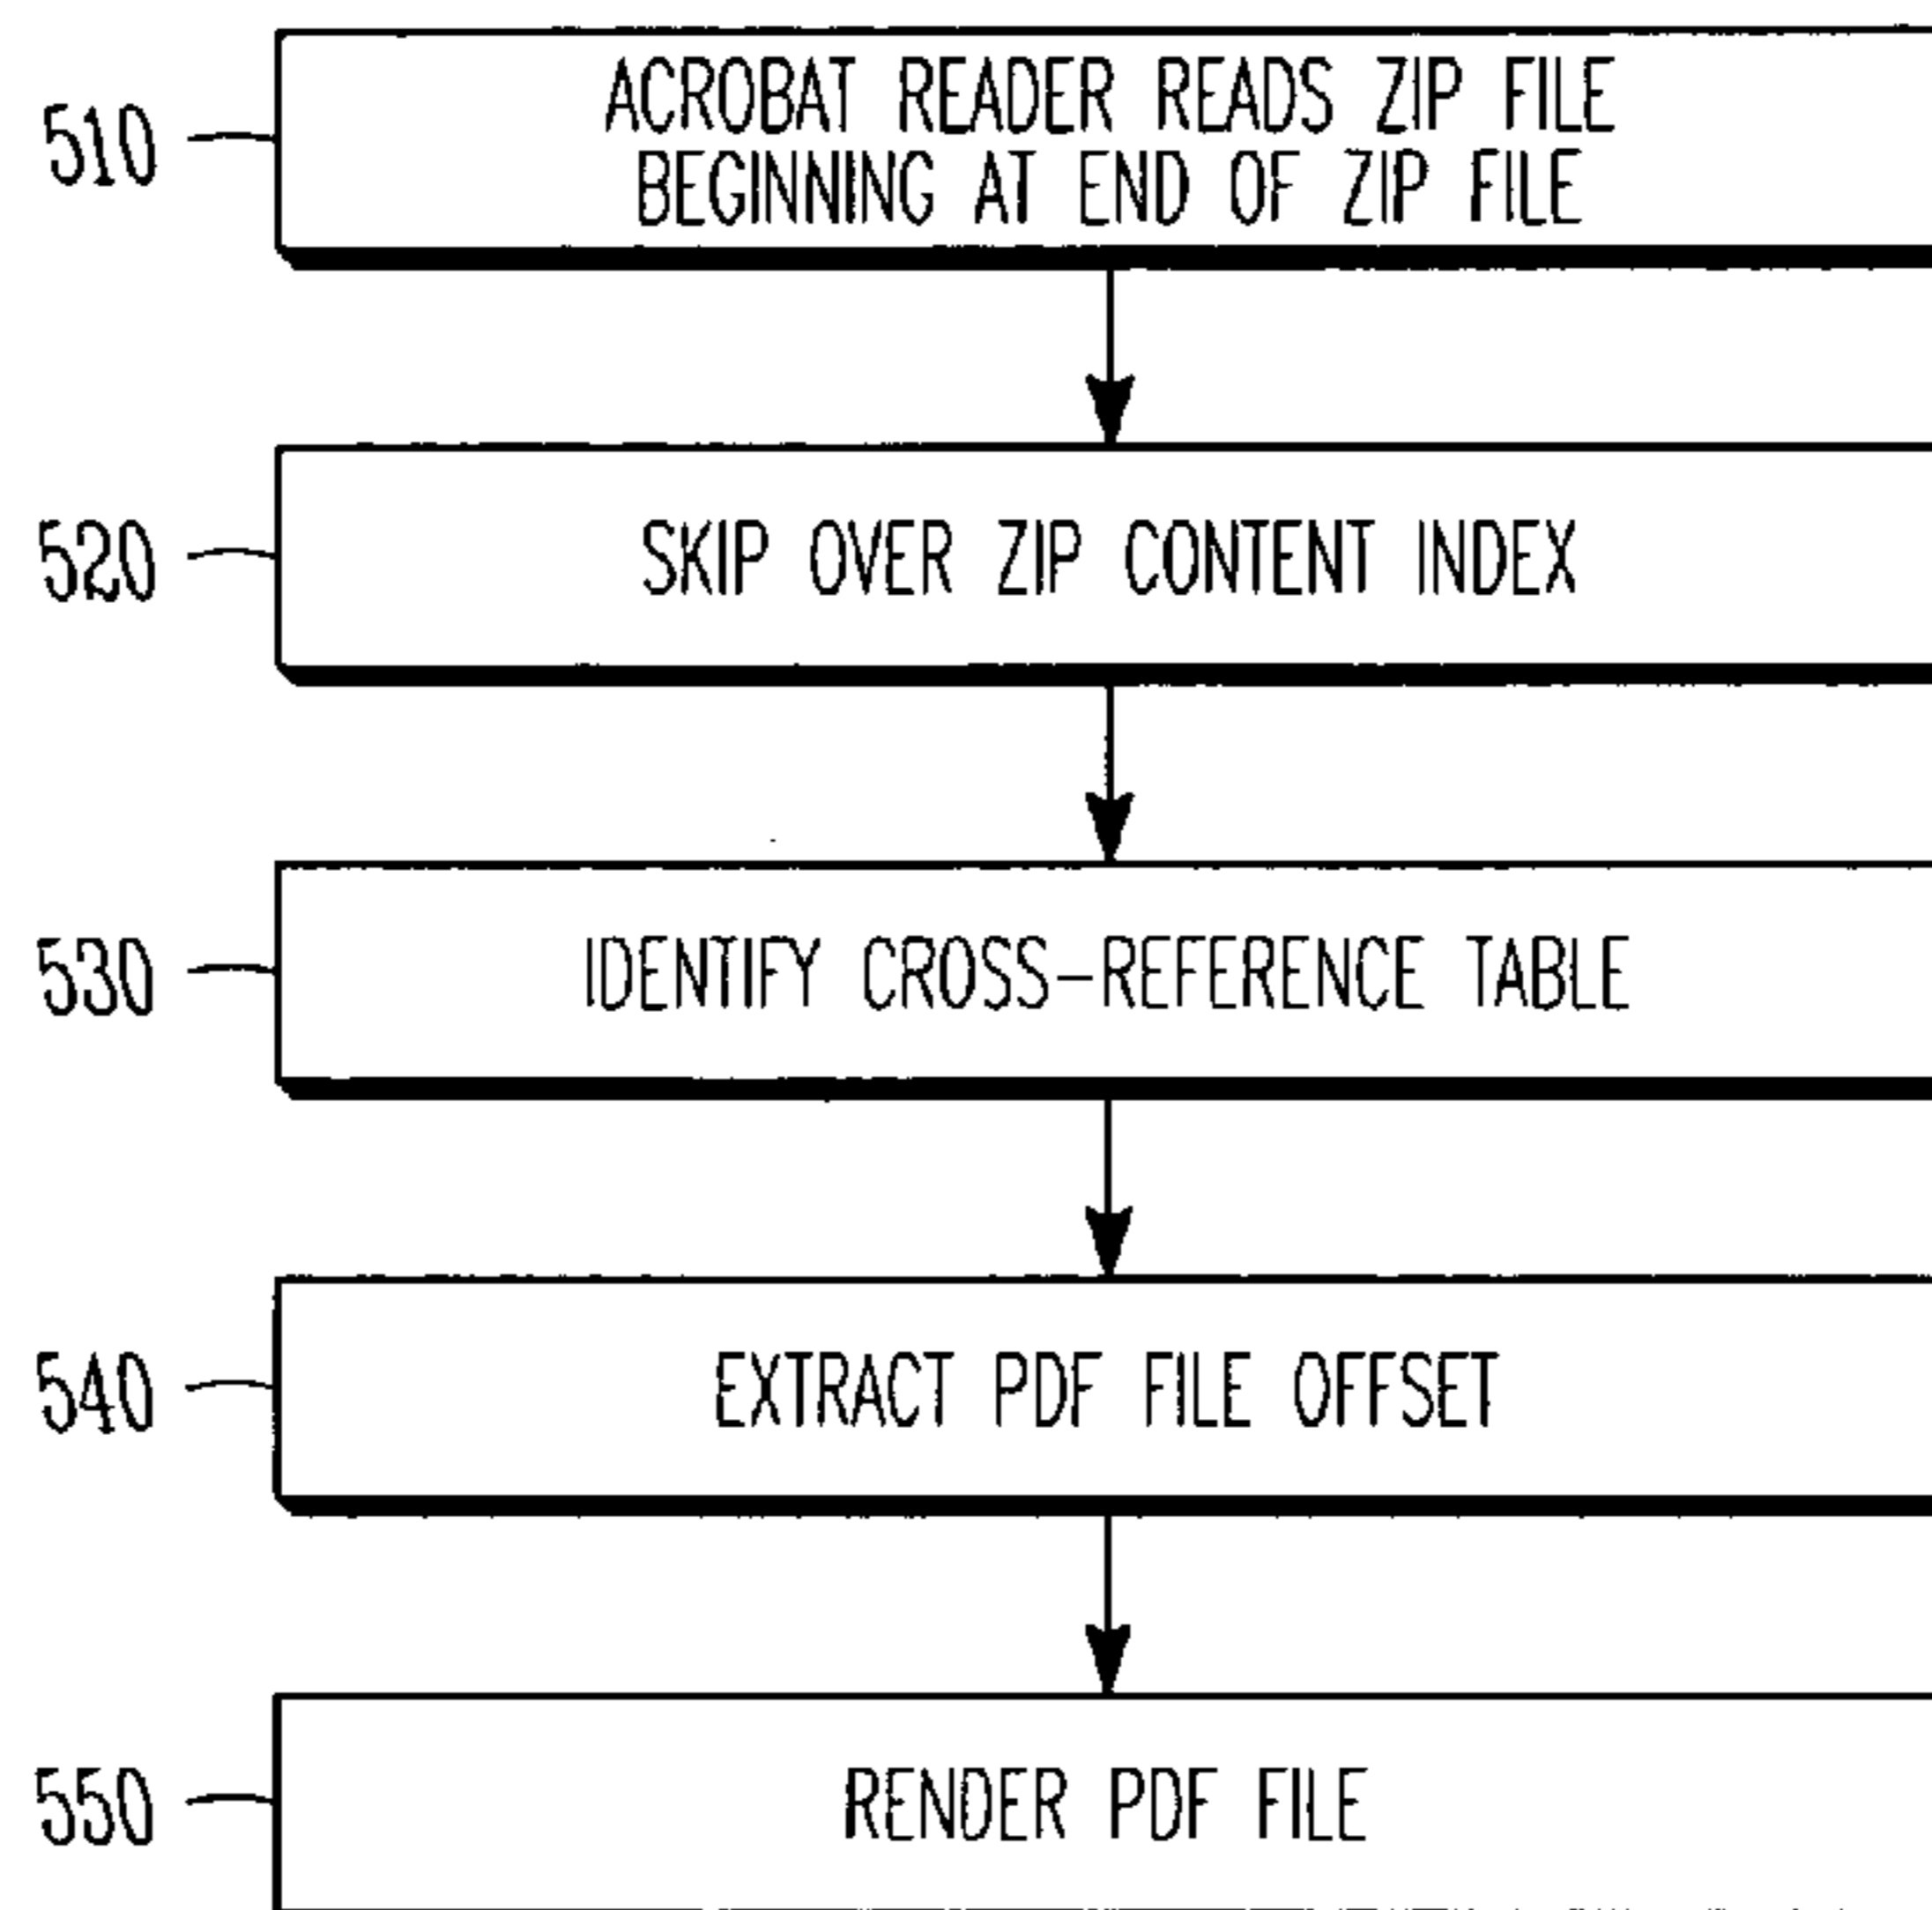 510
ACROBAT READER READS ZIP FILE
BEGINNING AT END OF ZIP FILE
520
SKIP OVER ZIP CONTENT INDEX
530
IDENTIFY CROSS-REFERENCE TABLE
540
EXTRACT PDF FILE OFFSET
550
RENDER PDF FILE